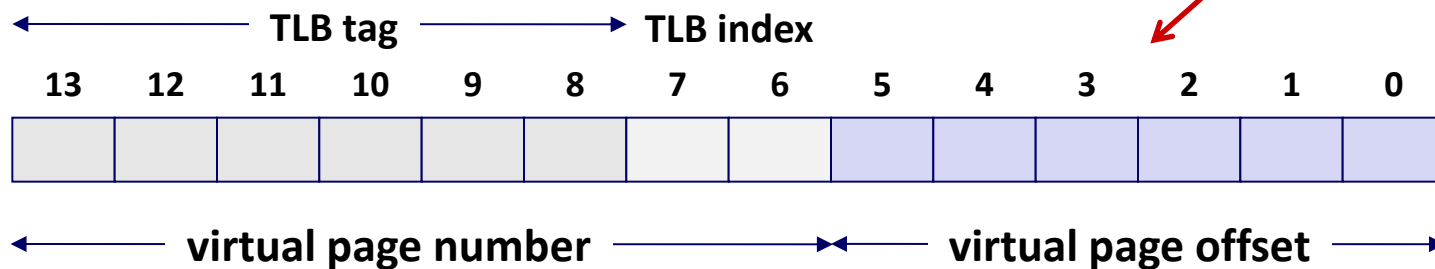 TLB tag TLB index
13 12 11 10 9 8 7 6 5 4 3 2 1 0
virtual page number virtual page offset